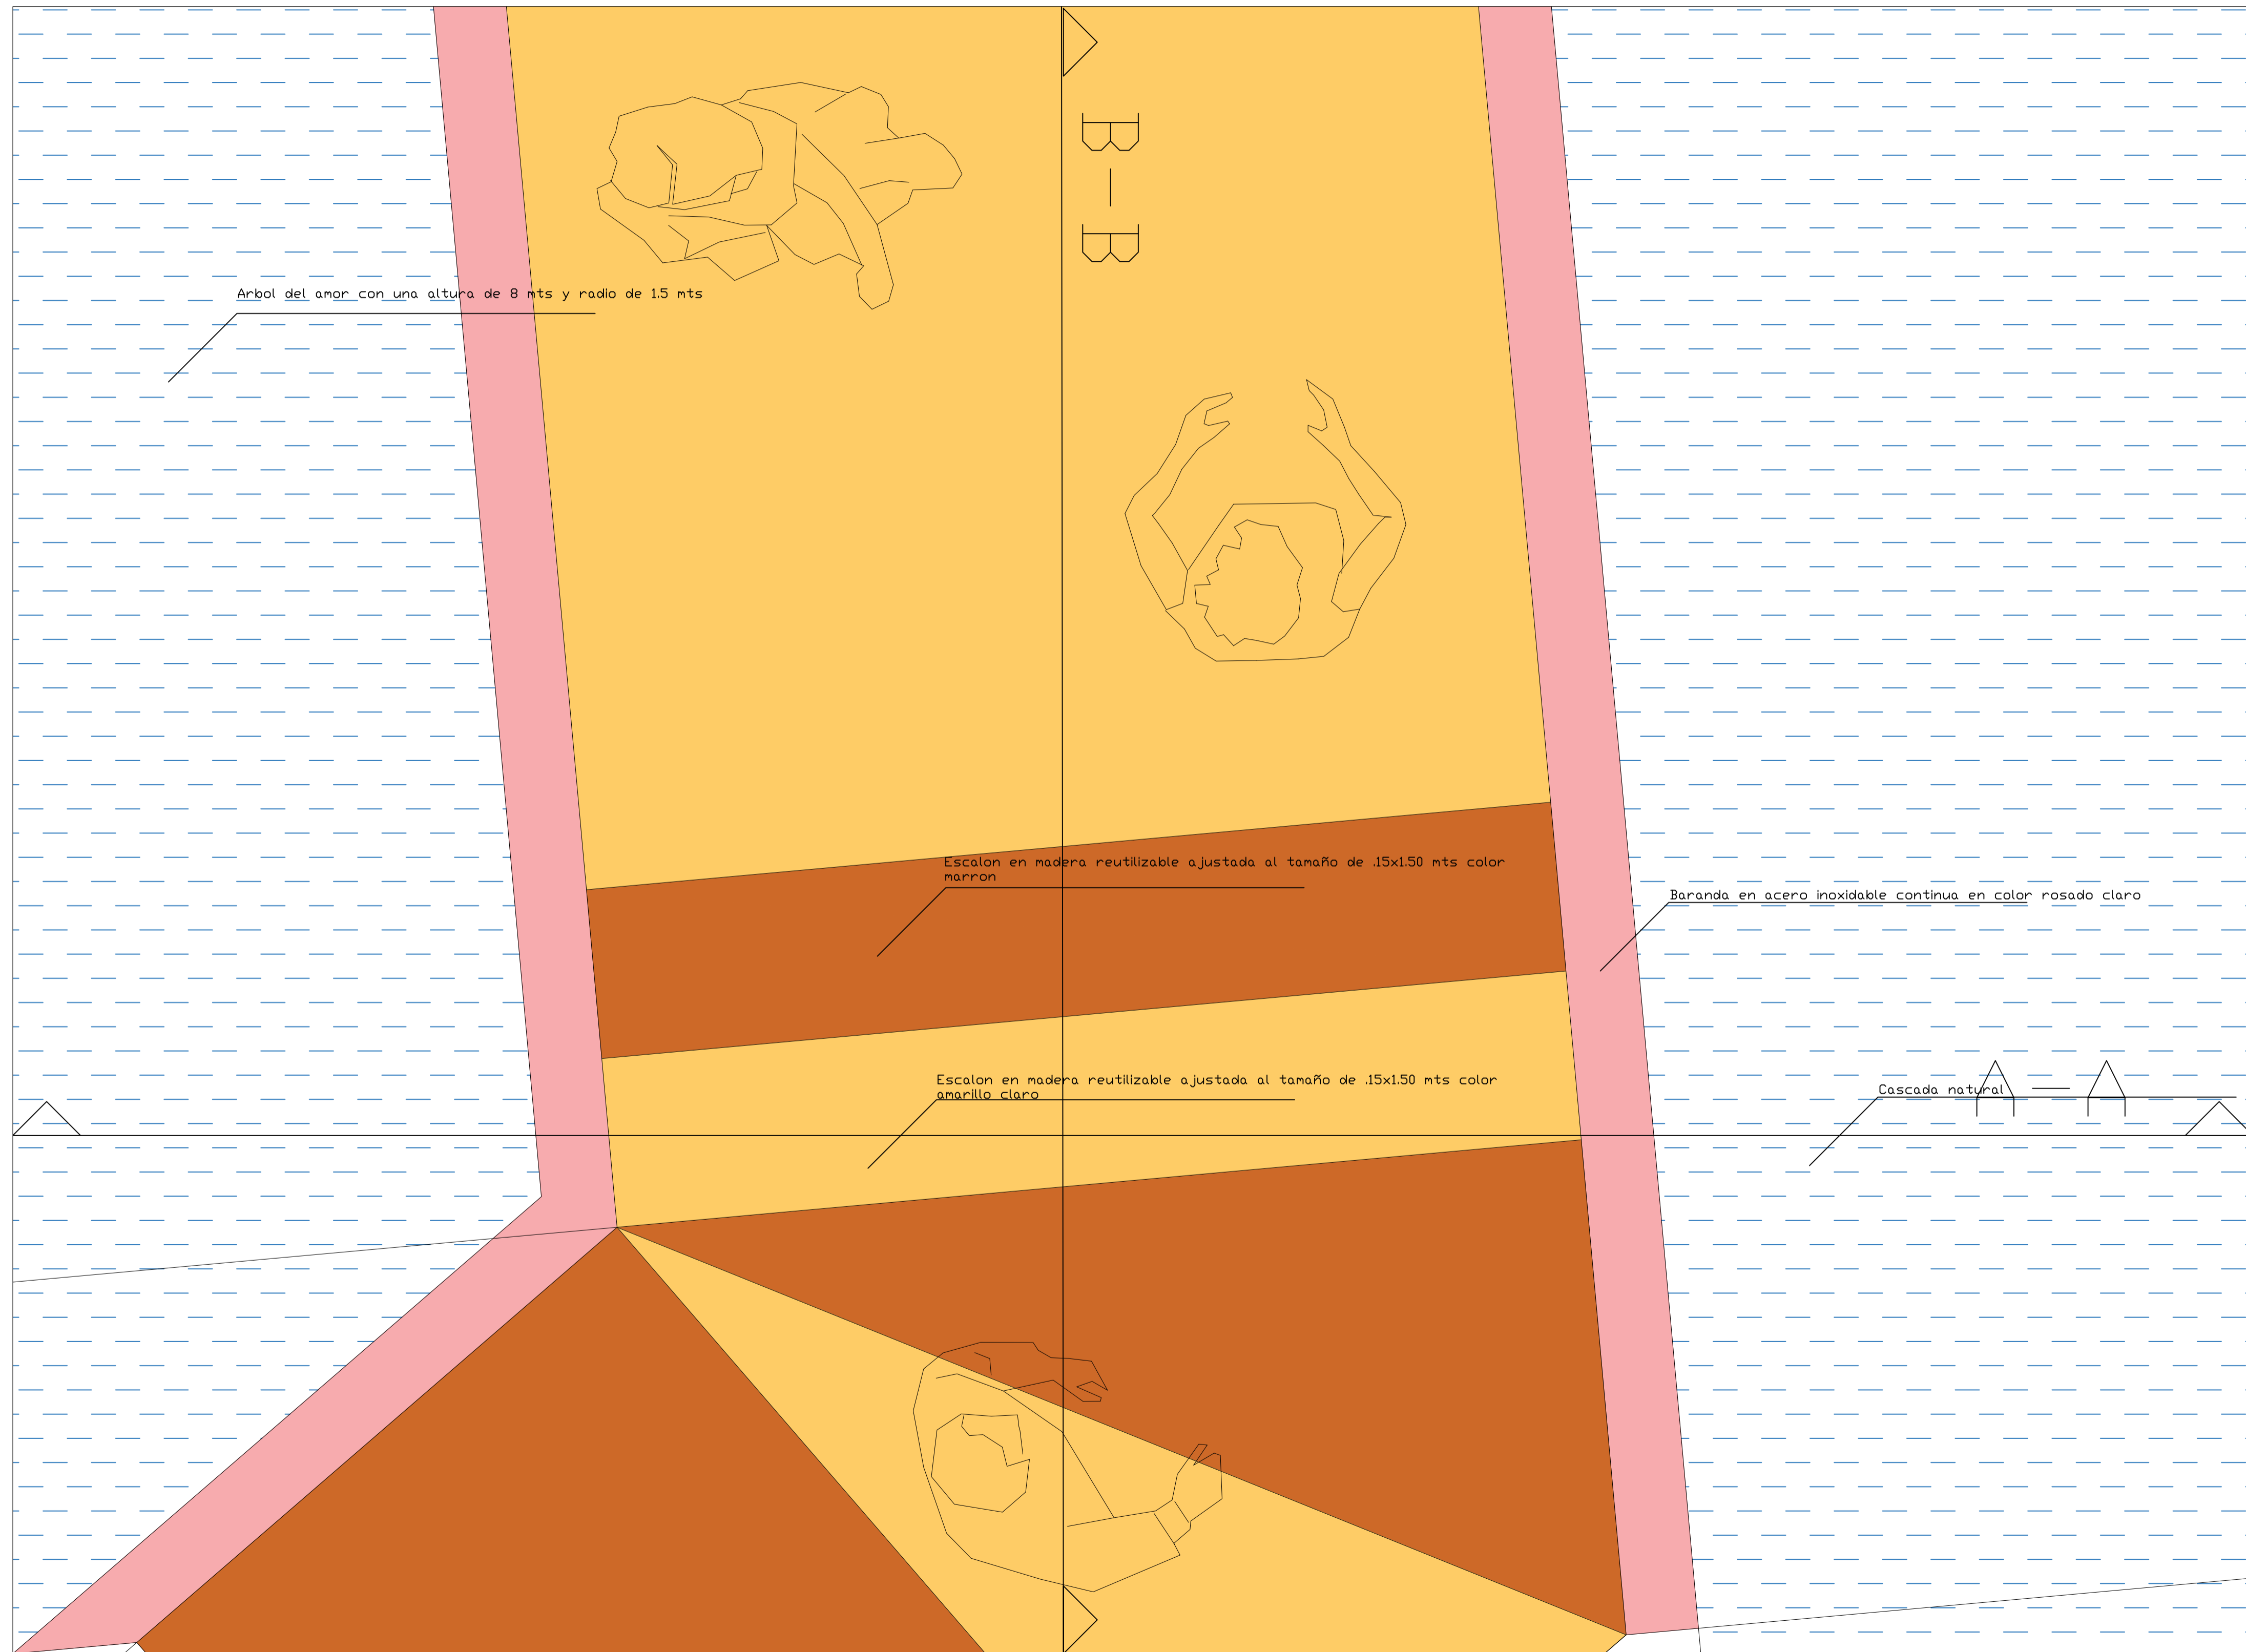 B — B
Arbol del amor con una altura de 8 mts y radio de 1.5 mts
Escalon en madera reutilizable ajustada al tamaño de .15x1.50 mts color
marron
Baranda en acero inoxidable continua en color rosado claro
Escalon en madera reutilizable ajustada al tamaño de .15x1.50 mts color
amarillo claro
Cascada natural
A — A